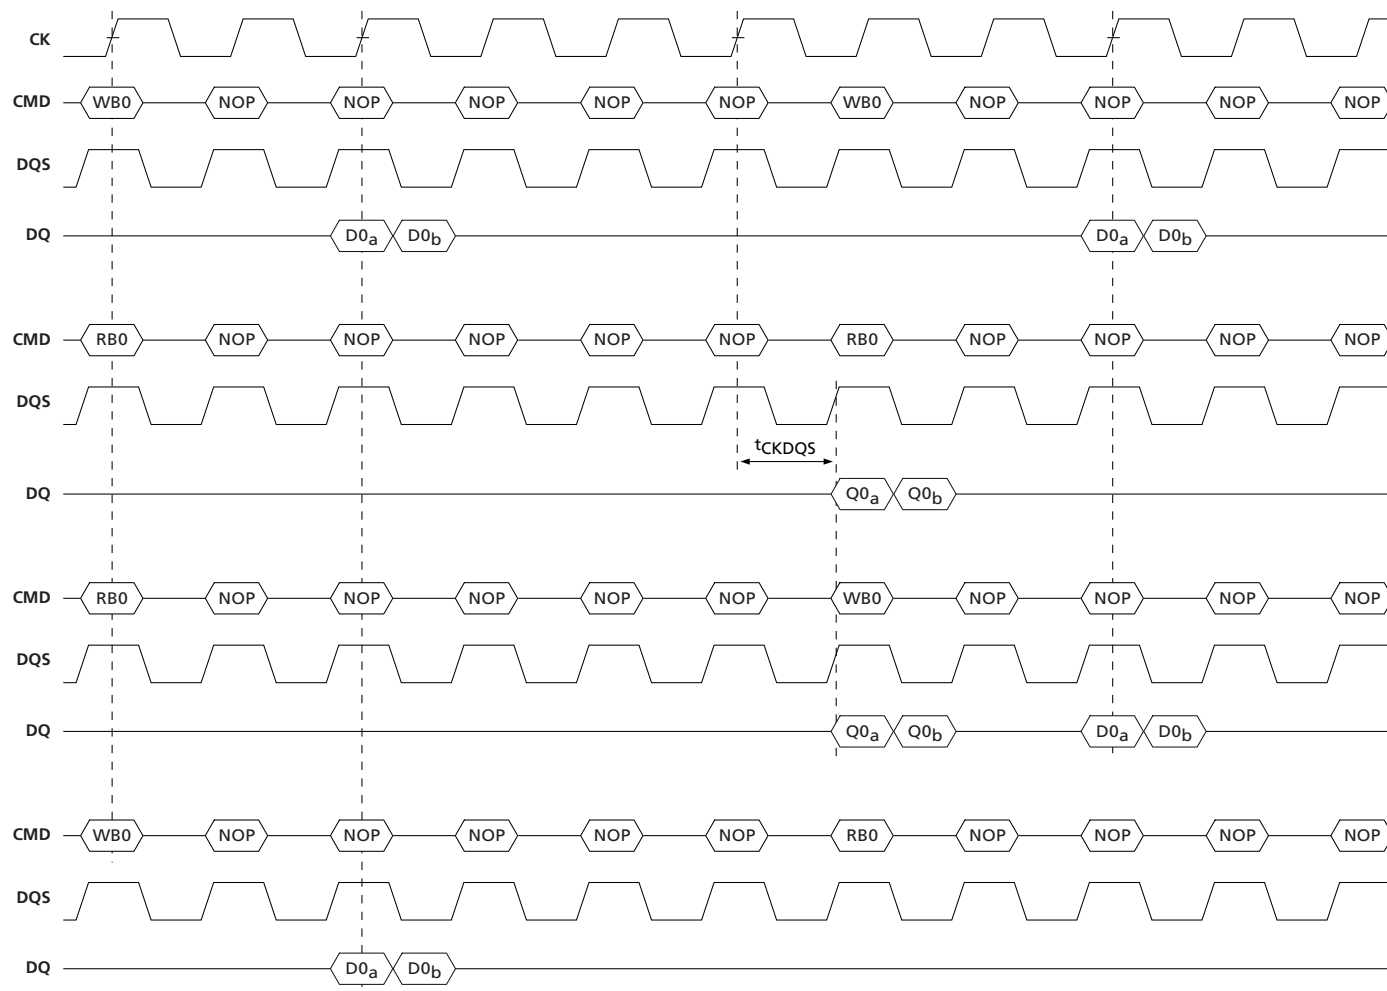 CK
CMD WB0 NOP NOP NOP NOP NOP WB0 NOP NOP NOP NOP
DQS
DQ D0a D0b D0a D0b
CMD RB0 NOP NOP NOP NOP NOP RB0 NOP NOP NOP NOP
DQS
tCKDQS
DQ Q0a Q0b
CMD RB0 NOP NOP NOP NOP NOP WB0 NOP NOP NOP NOP
DQS
DQ Q0a Q0b D0a D0b
CMD WB0 NOP NOP NOP NOP NOP RB0 NOP NOP NOP NOP
DQS
DQ D0a D0b